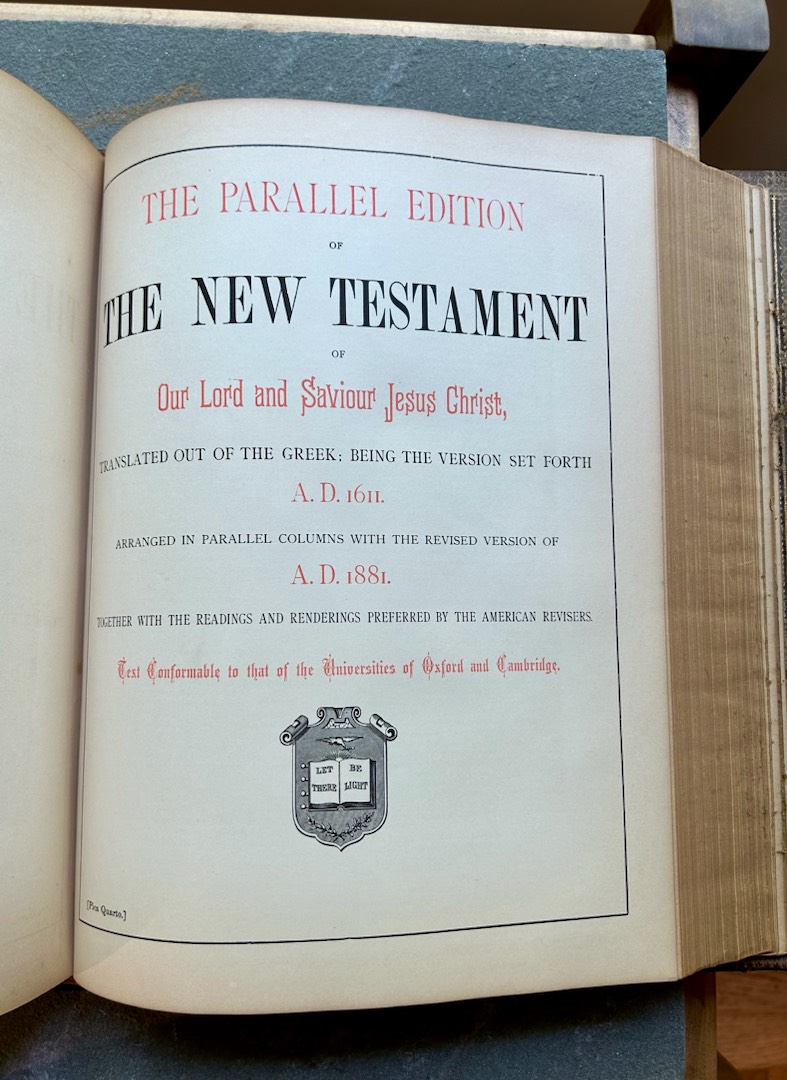 THE PARALLEL EDITION
OF
THE NEW TESTAMENT
OF
Our Lord and Saviour Jesus Christ,
TRANSLATED OUT OF THE GREEK: BEING THE VERSION SET FORTH
A. D. 1611.
ARRANGED IN PARALLEL COLUMNS WITH THE REVISED VERSION OF
A. D. 1881.
TOGETHER WITH THE READINGS AND RENDERINGS PREFERRED BY THE AMERICAN REVISERS.
Text Conformable to that of the Universities of Oxford and Cambridge.
LET BE
THERE LIGHT
[Pica Quarto.]